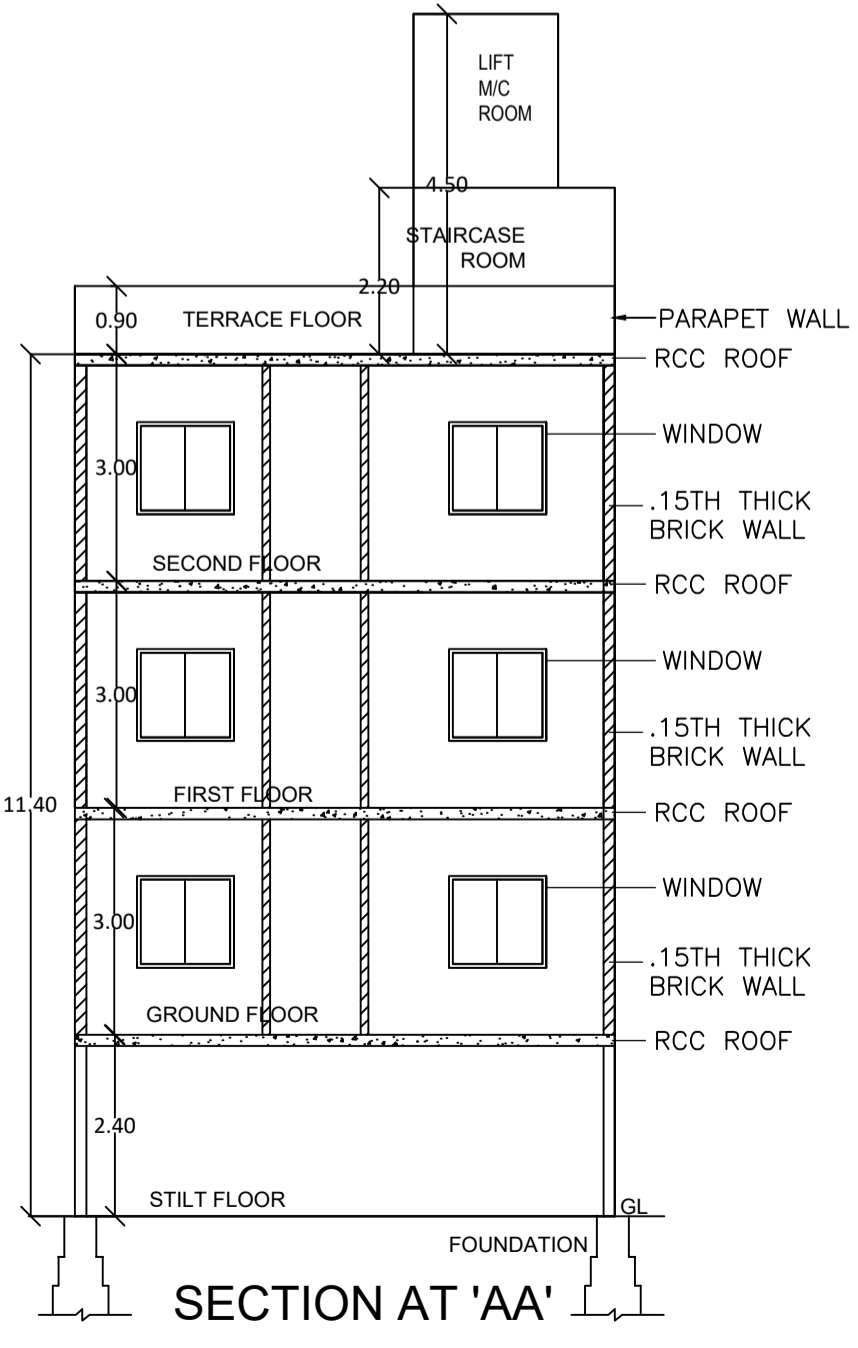 LIFT
M/C
ROOM
4.50
STAIRCASE
ROOM
2.20
0.90
TERRACE FLOOR
PARAPET WALL
RCC ROOF
WINDOW
3.00
.15TH THICK
BRICK WALL
SECOND FLOOR
RCC ROOF
WINDOW
3.00
.15TH THICK
BRICK WALL
FIRST FLOOR
11.40
RCC ROOF
WINDOW
3.00
.15TH THICK
BRICK WALL
GROUND FLOOR
RCC ROOF
2.40
STILT FLOOR
GL
FOUNDATION
SECTION AT 'AA'